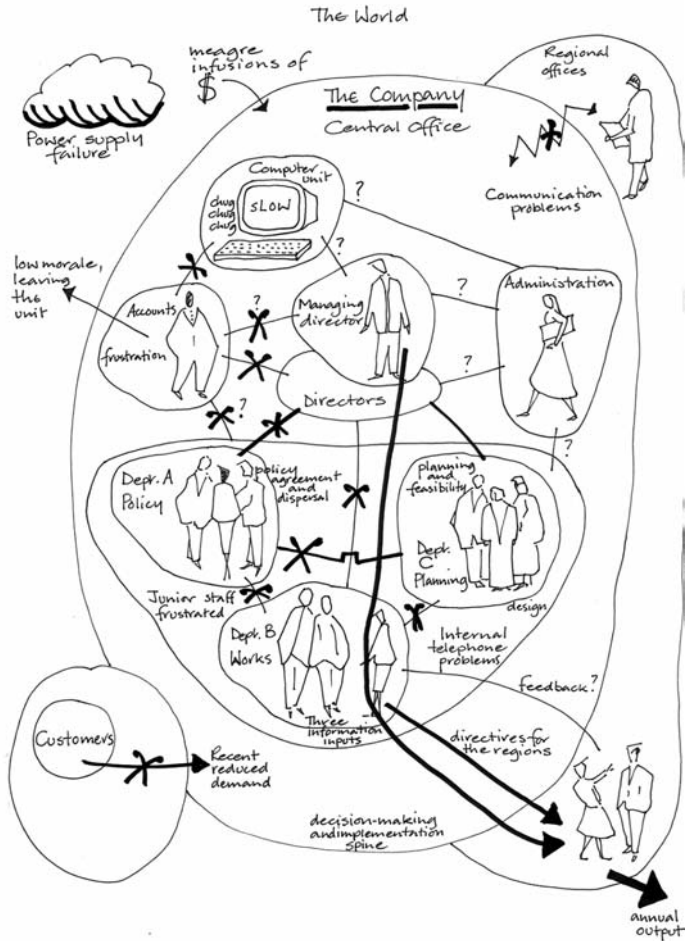 The World
meagre
infusions of
$
Regional
offices
The Company
Central Office
Power supply
failure
Computer
unit
chug
chug
chug
SLOW
?
Communication
problems
?
low morale,
leaving
the
unit
Accounts
frustration
?
Managing
director
?
Administration
?
Directors
?
?
Dept. A
Policy
policy
agreement
and
dispersal
planning
and
feasibility
Dept.
C
Planning
design
Junior staff
frustrated
Dept. B
Works
Three
information
inputs
Internal
telephone
problems
feedback?
Customers
Recent
reduced
demand
directires for
the regions
decision-making
and implementation
spine
annual
output